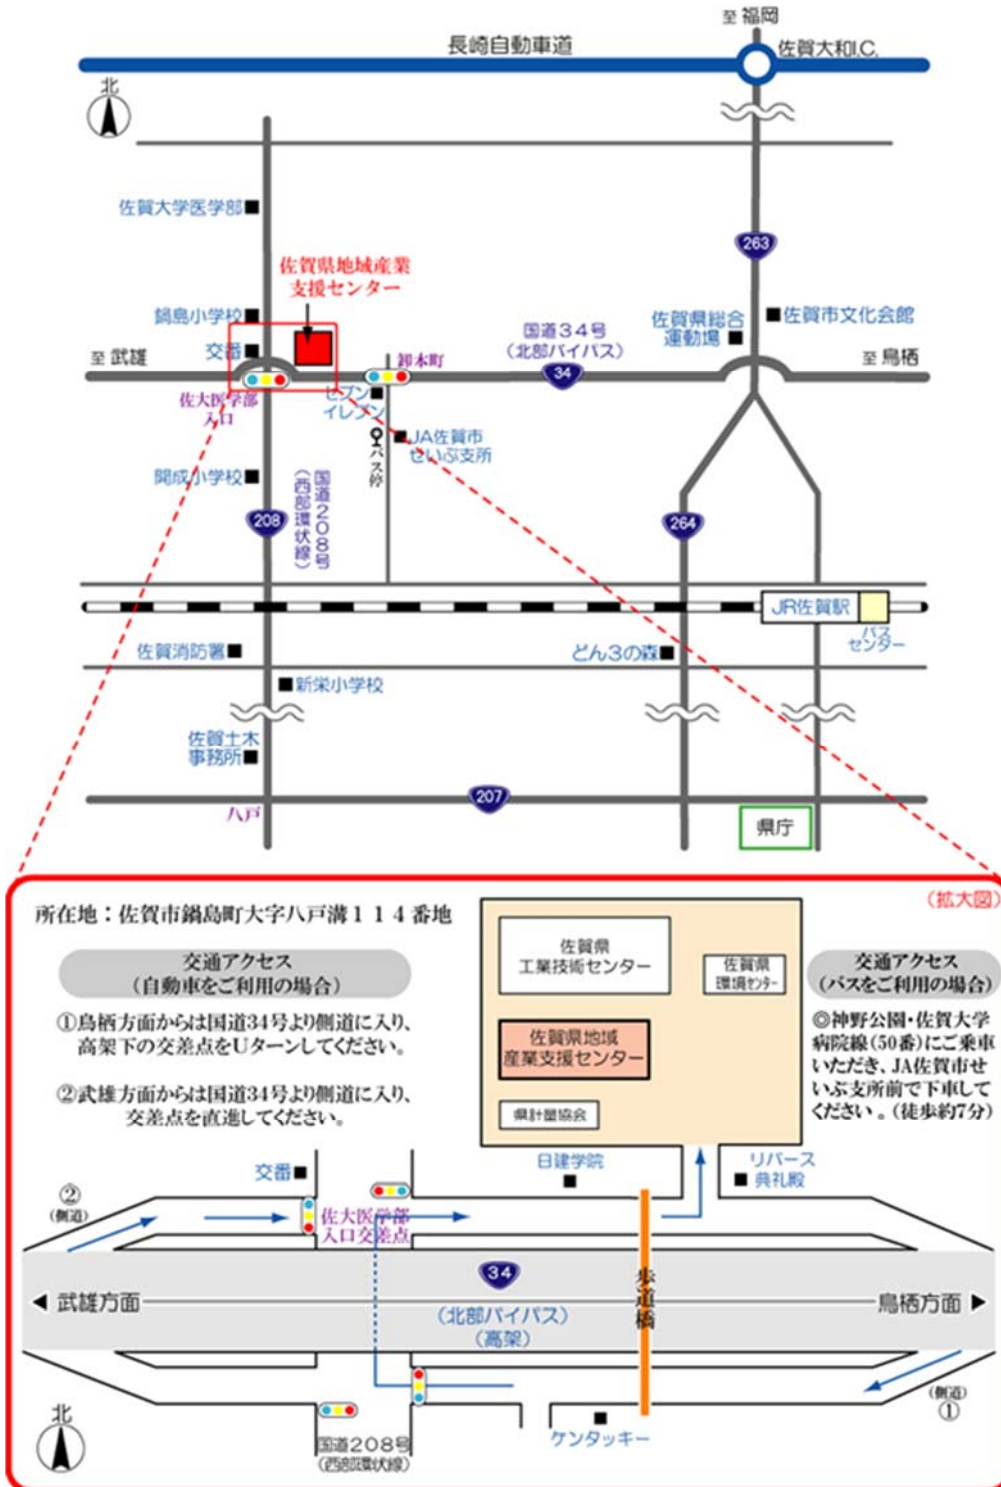 至 福岡
長崎自動車道
佐賀大和I.C.
北
佐賀大学医学部
263
佐賀県地域産業
支援センター
鍋島小学校
佐賀県総合
運動場
佐賀市文化会館
国道34号
(北部バイパス)
交番
至 武雄
卸本町
34
至 鳥栖
佐大医学部
入口
セブン
イレブン
バス停
JA佐賀市
せいぶ支所
開成小学校
国道208号
(西部環状線)
208
264
JR佐賀駅
バス
センター
佐賀消防署
どん3の森
新栄小学校
佐賀土木
事務所
207
八戸
県庁
(拡大図)
所在地:佐賀市鍋島町大字八戸溝114番地
交通アクセス
(自動車をご利用の場合)
①鳥栖方面からは国道34号より側道に入り、
高架下の交差点をUターンしてください。
②武雄方面からは国道34号より側道に入り、
交差点を直進してください。
佐賀県
工業技術センター
佐賀県
環境センター
佐賀県地域
産業支援センター
県計量協会
交通アクセス
(バスをご利用の場合)
◎神野公園・佐賀大学
病院線(50番)にご乗車
いただき、JA佐賀市せ
いぶ支所前で下車して
ください。(徒歩約7分)
交番
日建学院
リバース
典礼殿
②
(側道)
佐大医学部
入口交差点
34
武雄方面
(北部バイパス)
(高架)
歩道橋
鳥栖方面
(側道)
①
北
国道208号
(西部環状線)
ケンタッキー